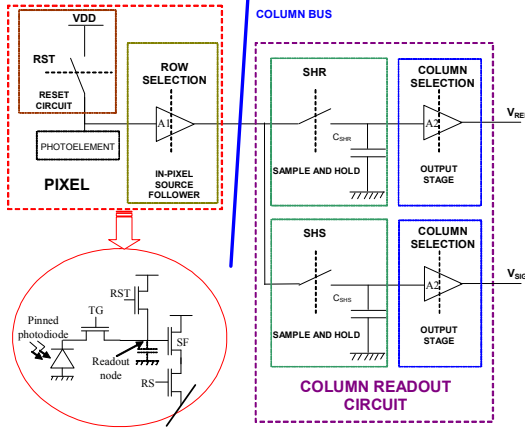 COLUMN BUS
VDD
RST
RESET
CIRCUIT
PHOTOELEMENT
PIXEL
ROW
SELECTION
A1
IN-PIXEL
SOURCE
FOLLOWER
SHR
C_SHR
SAMPLE AND HOLD
COLUMN
SELECTION
A2
OUTPUT
STAGE
SHS
C_SHS
SAMPLE AND HOLD
COLUMN
SELECTION
A2
V_SIG
OUTPUT
STAGE
COLUMN READOUT
CIRCUIT
RST
TG
Pinned
photodiode
SF
Readout
node
RS